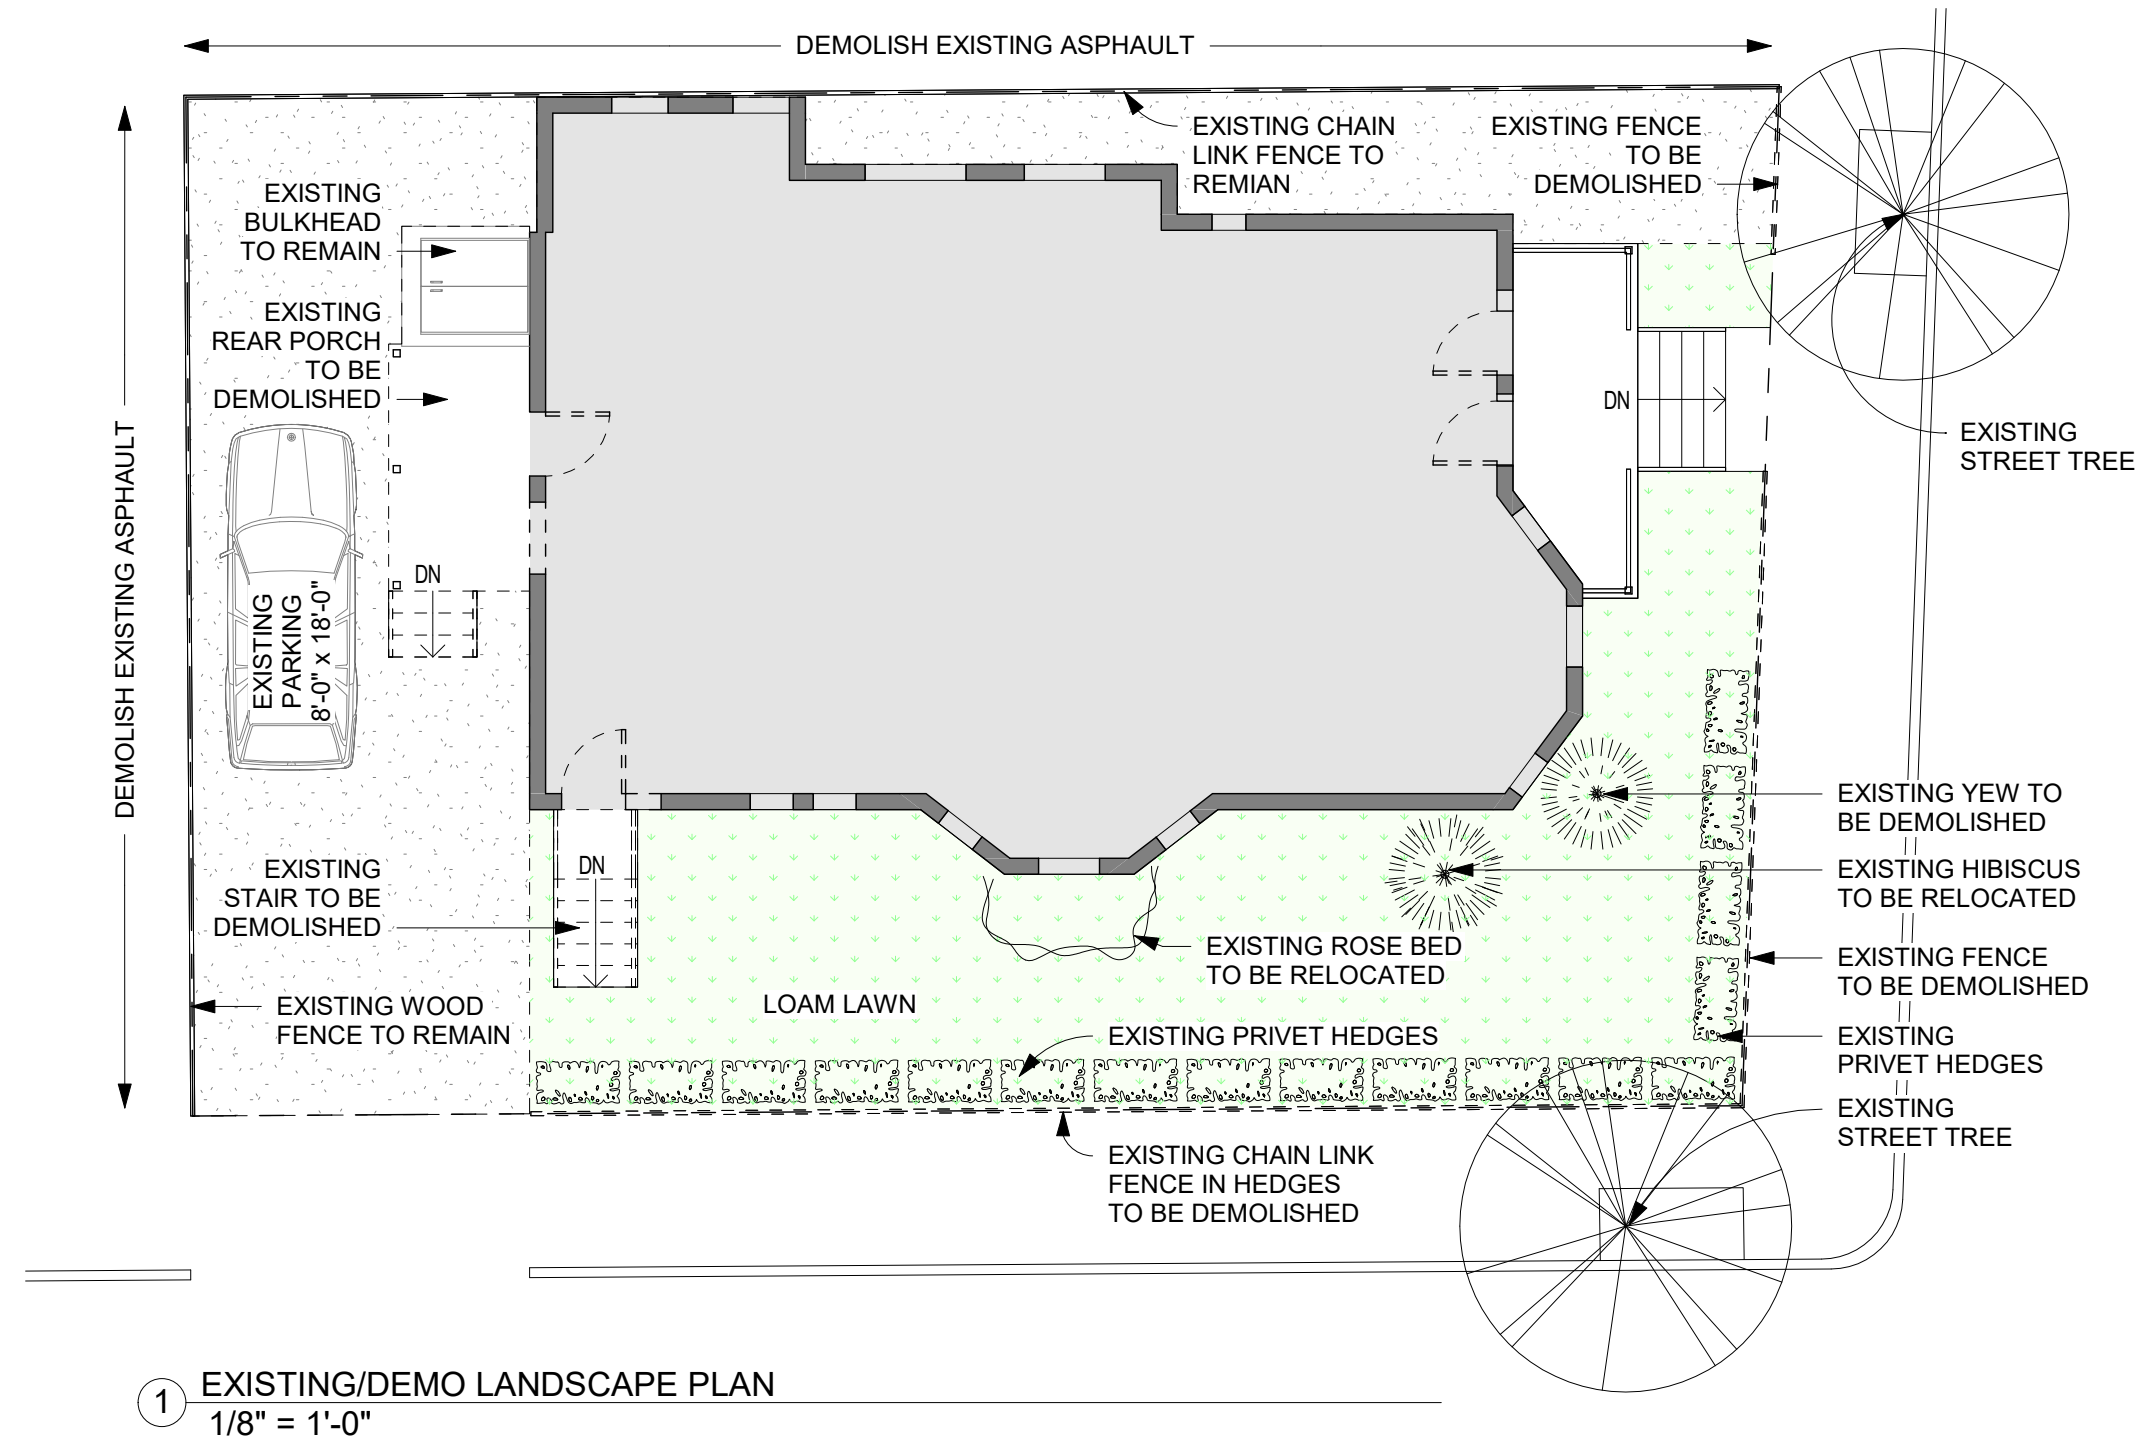 DEMOLISH EXISTING ASPHAULT
EXISTING CHAIN
LINK FENCE TO
REMIAN
EXISTING FENCE
TO BE
DEMOLISHED
EXISTING
BULKHEAD
TO REMAIN
EXISTING
REAR PORCH
TO BE
DEMOLISHED
DEMOLISH EXISTING ASPHAULT
DN
EXISTING
STREET TREE
DN
EXISTING
PARKING
8'-0" x 18'-0"
EXISTING YEW TO
BE DEMOLISHED
EXISTING
STAIR TO BE
DEMOLISHED
DN
EXISTING HIBISCUS
TO BE RELOCATED
EXISTING ROSE BED
TO BE RELOCATED
EXISTING FENCE
TO BE DEMOLISHED
EXISTING WOOD
FENCE TO REMAIN
LOAM LAWN
EXISTING PRIVET HEDGES
EXISTING
PRIVET HEDGES
EXISTING
STREET TREE
EXISTING CHAIN LINK
FENCE IN HEDGES
TO BE DEMOLISHED
1
EXISTING/DEMO LANDSCAPE PLAN
1/8" = 1'-0"